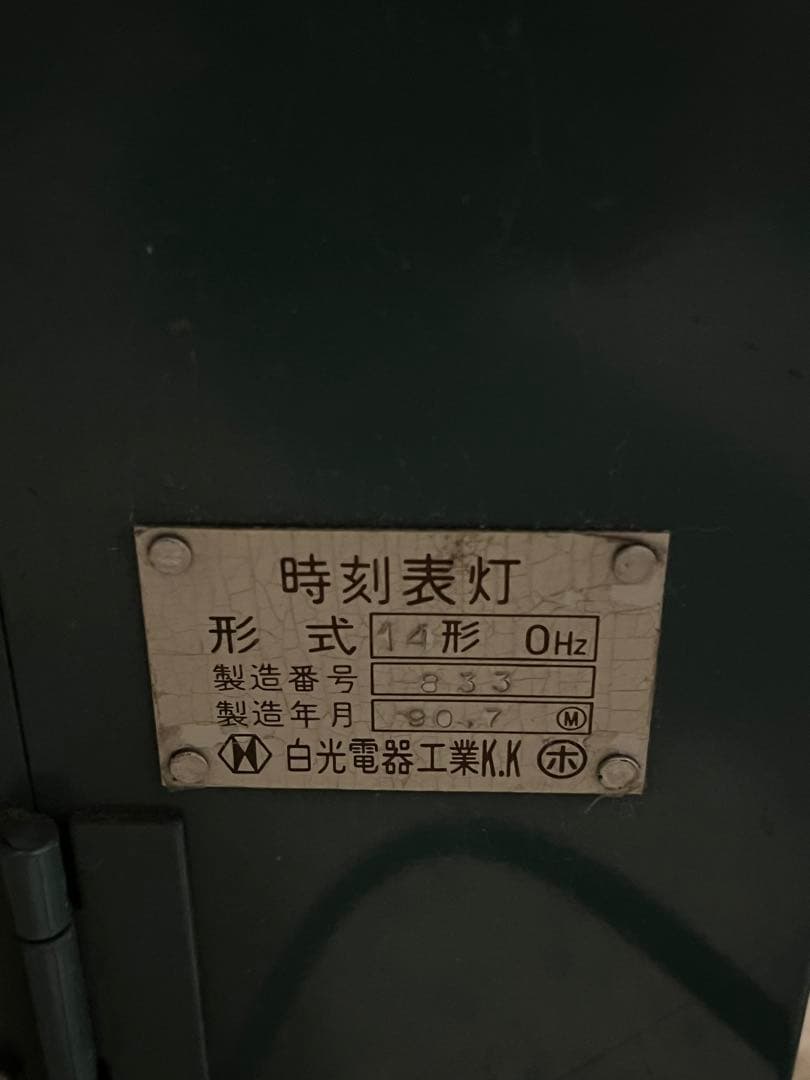 時刻表灯
形式 14形 0Hz
製造番号 833
製造年月 90.7 Ⓜ
白光電器工業K.K ホ